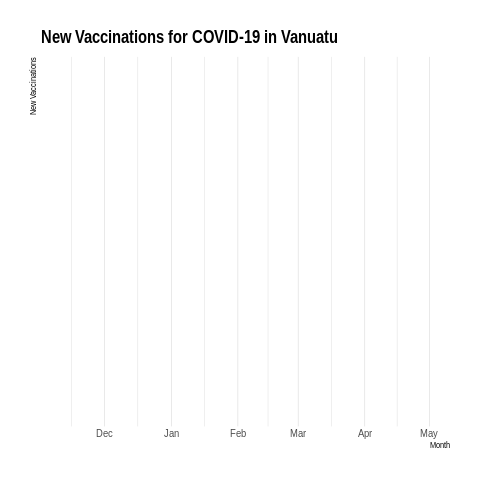 New Vaccinations for COVID-19 in Vanuatu
New Vaccinations
Dec Jan Feb Mar Apr May
Month